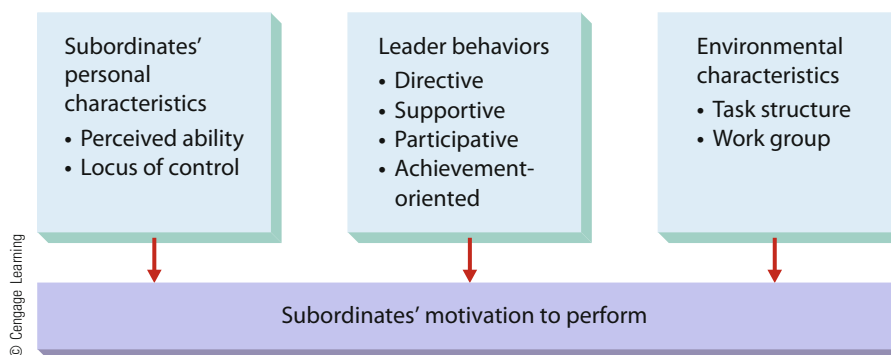 Subordinates'
personal
characteristics
• Perceived ability
• Locus of control
Leader behaviors
• Directive
• Supportive
• Participative
• Achievement-
oriented
Environmental
characteristics
• Task structure
• Work group
Subordinates' motivation to perform
© Cengage Learning